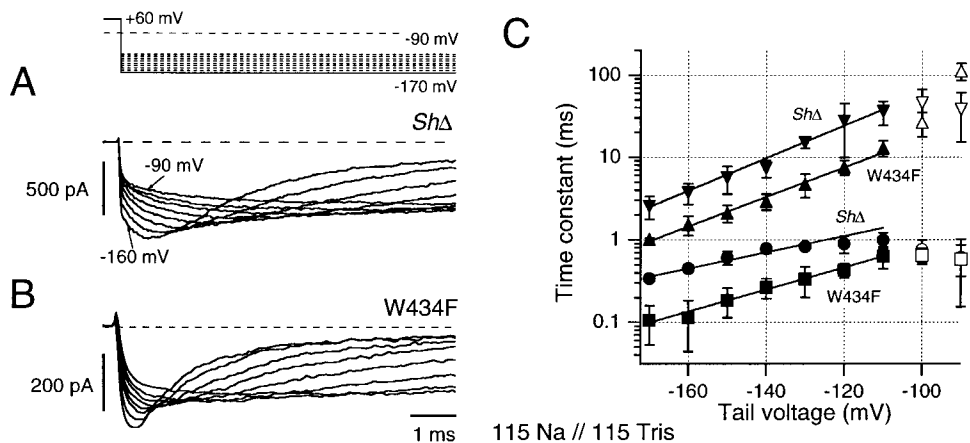 +60 mV
-90 mV
-170 mV
A
ShΔ
-90 mV
500 pA
-160 mV
B
W434F
200 pA
1 ms
115 Na // 115 Tris
C
Time constant (ms)
100
10
1
0.1
ShΔ
W434F
ShΔ
W434F
-160
-140
-120
-100
Tail voltage (mV)